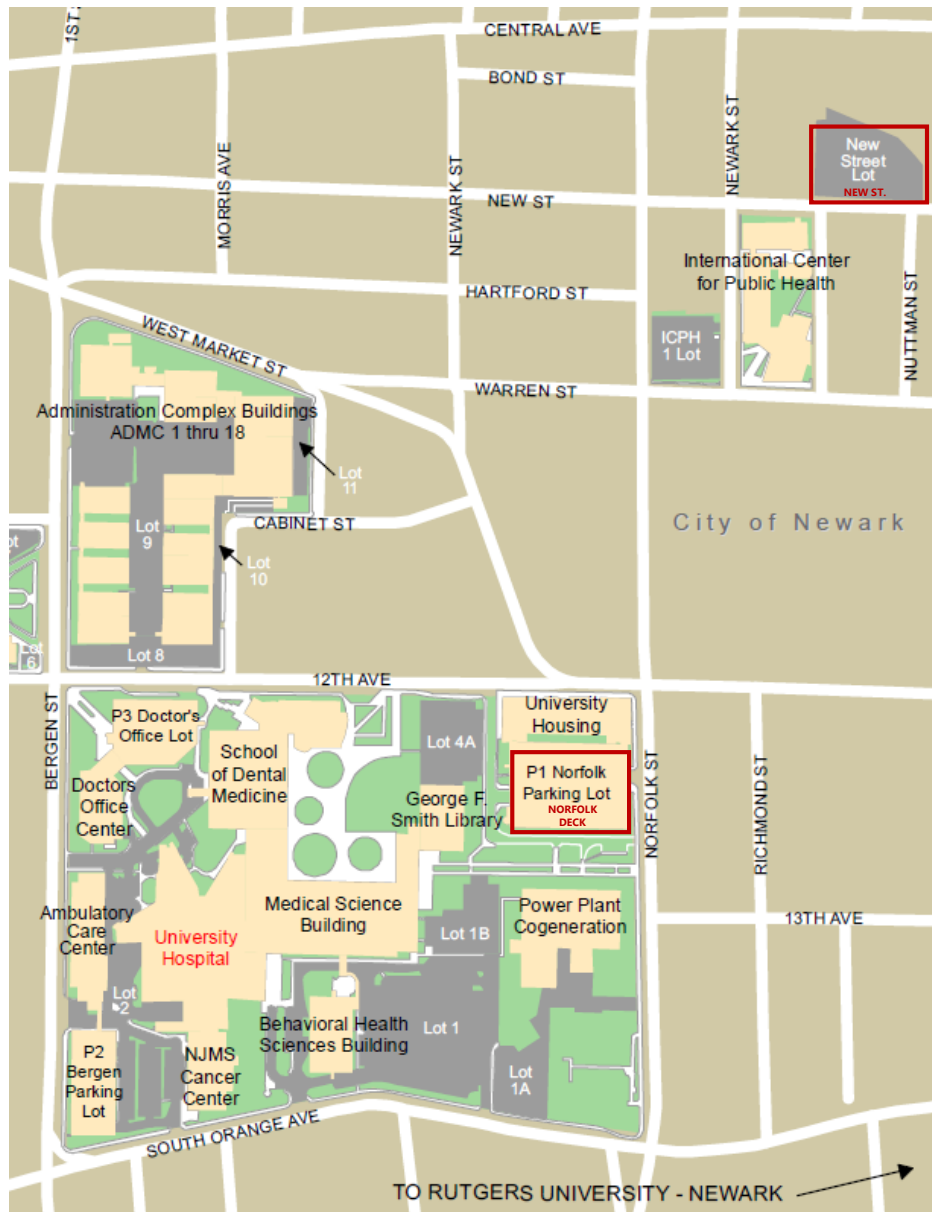 1ST
CENTRAL AVE
BOND ST
MORRIS AVE
NEWARK ST
NEWARK ST
New
Street
Lot
NEW ST.
NEW ST
International Center
for Public Health
HARTFORD ST
NUTTMAN ST
WEST MARKET ST
ICPH
1 Lot
WARREN ST
Administration Complex Buildings
ADMC 1 thru 18
Lot
11
Lot
9
CABINET ST
City of Newark
ot
Lot
10
Lot
6
Lot 8
12TH AVE
BERGEN ST
P3 Doctor's
Office Lot
School
of Dental
Medicine
Lot 4A
University
Housing
P1 Norfolk
Parking Lot
NORFOLK
DECK
NORFOLK ST
RICHMOND ST
Doctors
Office
Center
George F.
Smith Library
Ambulatory
Care
Center
University
Hospital
Medical Science
Building
Lot 1B
Power Plant
Cogeneration
13TH AVE
Lot
2
Behavioral Health
Sciences Building
Lot 1
P2
Bergen
Parking
Lot
NJMS
Cancer
Center
Lot
1A
SOUTH ORANGE AVE
TO RUTGERS UNIVERSITY - NEWARK